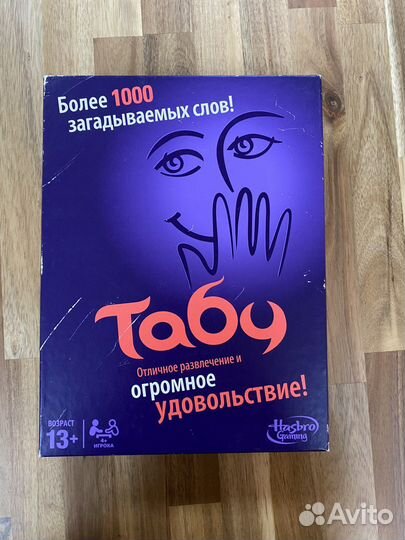 Более 1000
загадываемых слов!
Табу
Отличное развлечение и
огромное
удовольствие!
ВОЗРАСТ
13+
4+
ИГРОКА
Hasbro
Gaming
Avito